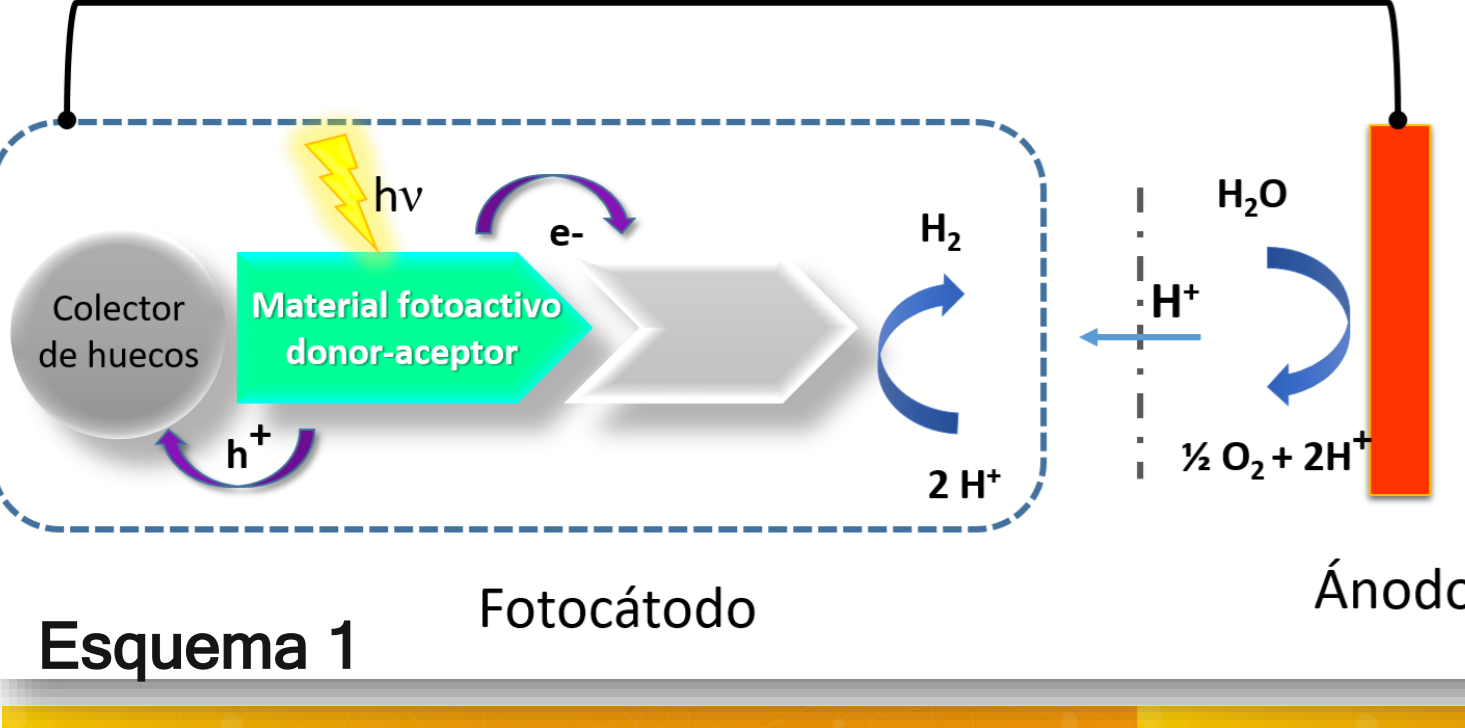 hν
e-
H₂
H₂O
Colector
de huecos
Material fotoactivo
donor-aceptor
H⁺
h⁺
2 H⁺
½ O₂ + 2H⁺
Fotocátodo
Ánodo
Esquema 1